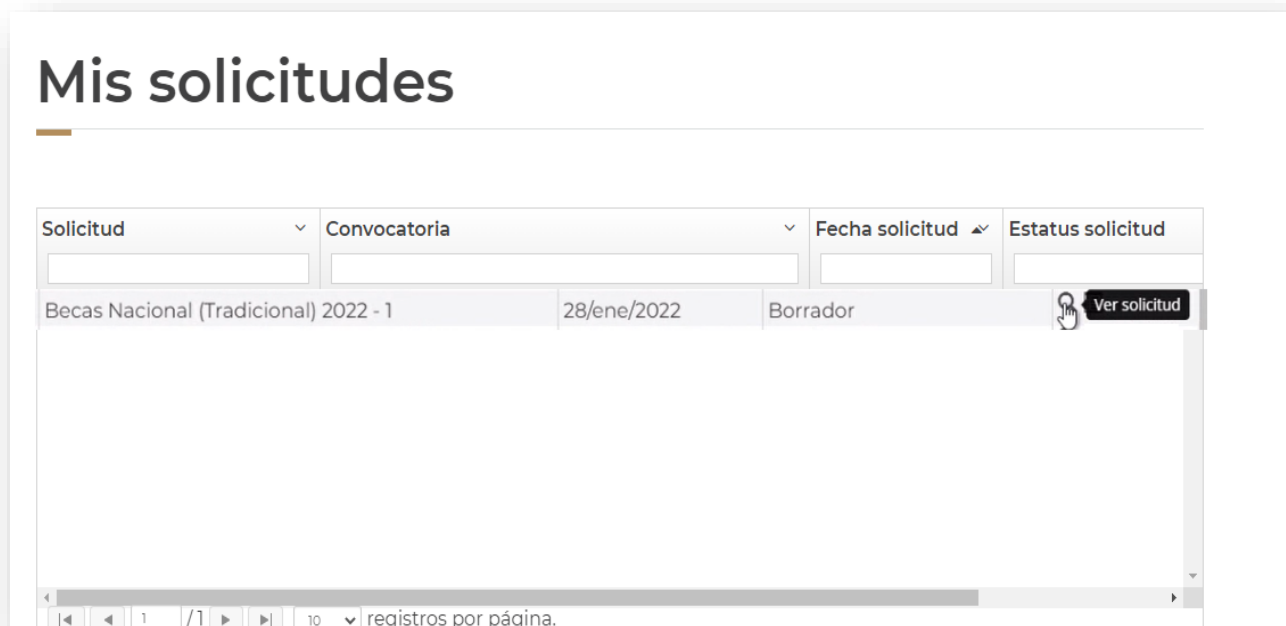 Mis solicitudes
Solicitud Convocatoria Fecha solicitud Estatus solicitud
Becas Nacional (Tradicional) 2022 - 1 28/ene/2022 Borrador Ver solicitud
1 /1 10 registros por página.